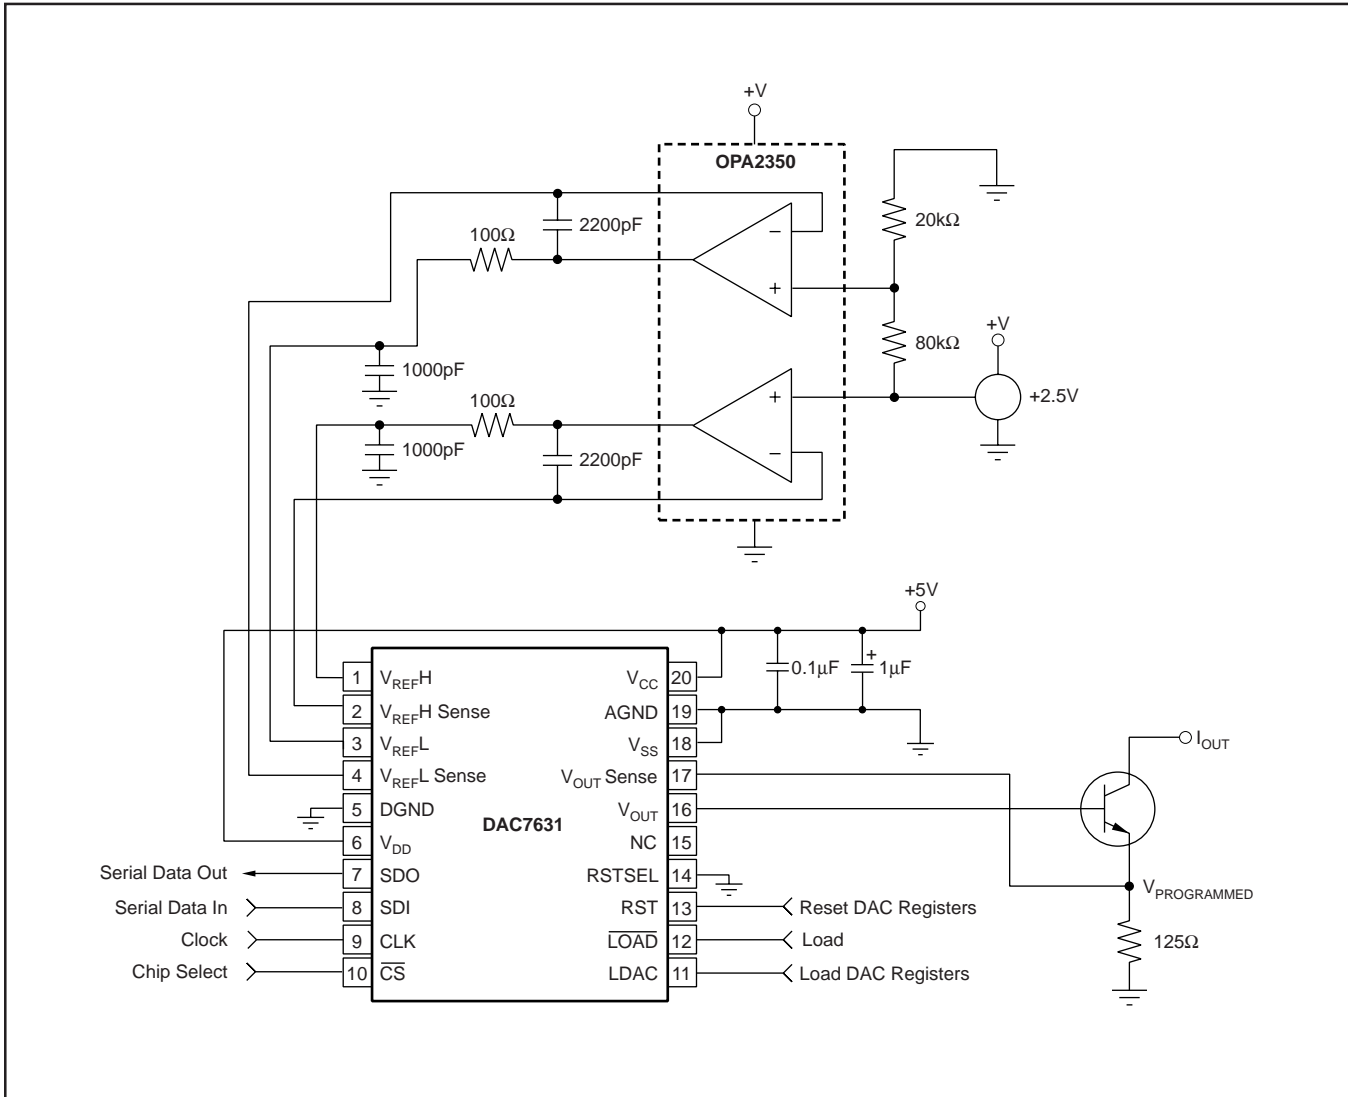 +V
OPA2350
20kΩ
2200pF
100Ω
−
+
+V
80kΩ
1000pF
100Ω
+
+2.5V
1000pF
2200pF
−
+5V
0.1µF
+
1µF
1 VREFH
VCC 20
2 VREFH Sense
AGND 19
3 VREFL
VSS 18
IOUT
4 VREFL Sense
VOUT Sense 17
5 DGND
VOUT 16
DAC7631
6 VDD
NC 15
Serial Data Out
7 SDO
RSTSEL 14
VPROGRAMMED
Serial Data In
8 SDI
RST 13
Reset DAC Registers
Clock
9 CLK
LOAD 12
Load
125Ω
Chip Select
10 CS
LDAC 11
Load DAC Registers